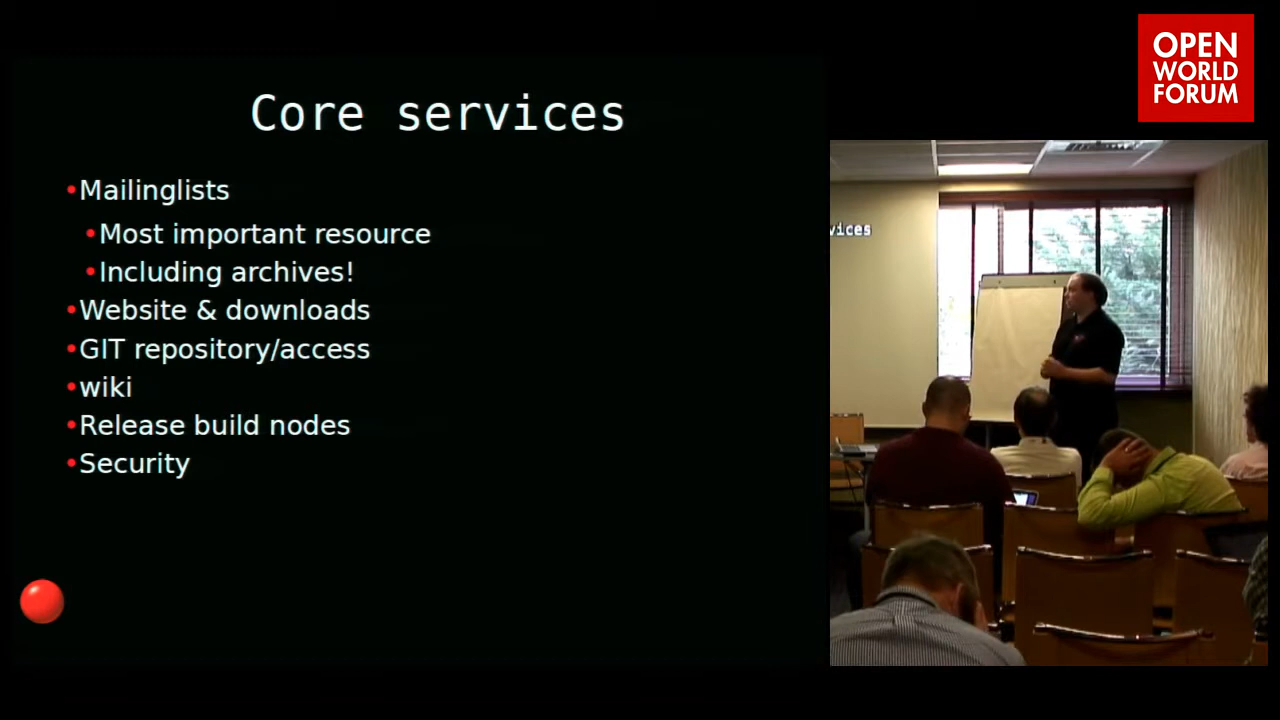 OPEN
WORLD
FORUM
Core services
Mailinglists
Most important resource
Including archives!
Website & downloads
GIT repository/access
wiki
Release build nodes
Security
vices